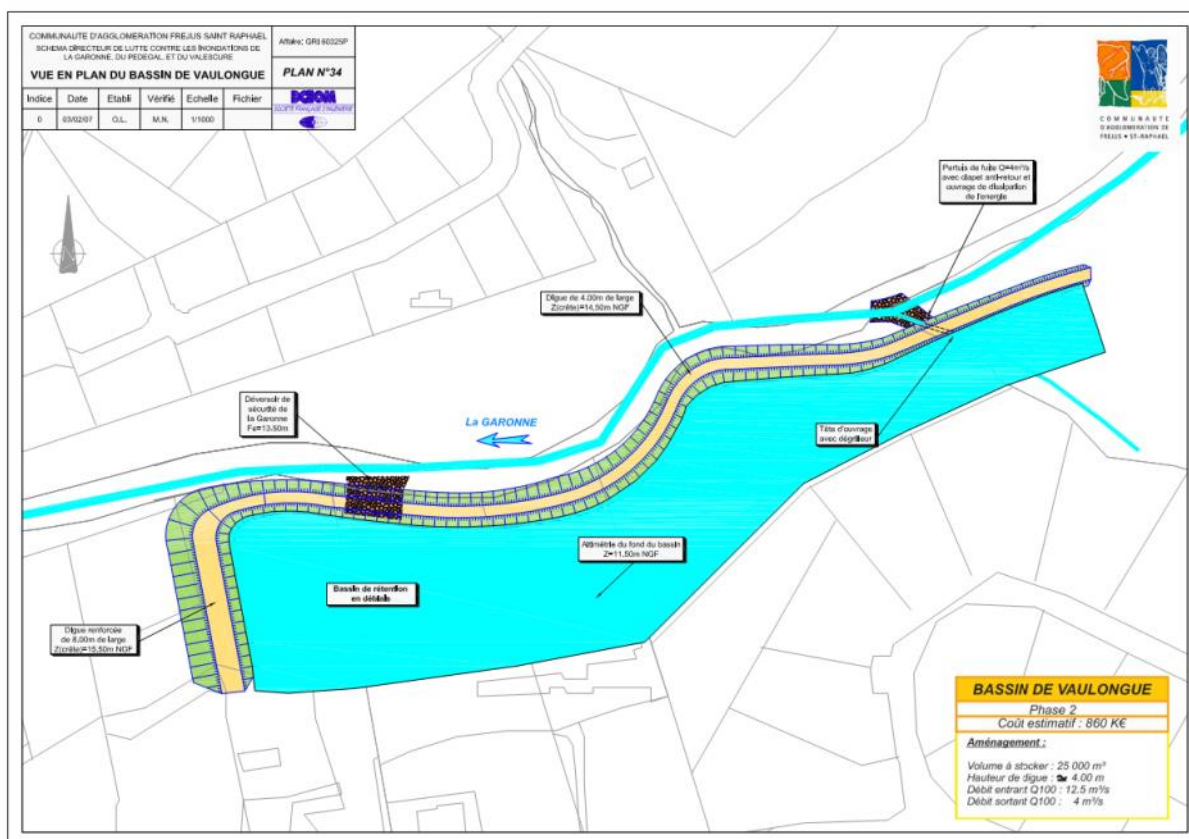 COMMUNAUTE D'AGGLOMERATION FREJUS SAINT RAPHAEL
SCHEMA DIRECTEUR DE LUTTE CONTRE LES INONDATIONS DE
LA GARONNE, DU PEDEGAL, ET DU VALESCURE
VUE EN PLAN DU BASSIN DE VAULONGUE
Affaire: GRI 60325P
PLAN N°34
Indice Date Etabli Vérifié Echelle Fichier
0 03/02/07 O.L. M.N. 1/1000
BCEOM
SOCIÉTÉ FRANÇAISE D'INGÉNIERIE
COMMUNAUTE
D'AGGLOMERATION DE
FREJUS • ST-RAPHAEL
Pertuis de fuite Q=4m³/s
avec clapet anti-retour et
ouvrage de dissipation
de l'energie
N
Digue de 4.00m de large
Z(crête)=14,50m NGF
Déversoir de
sécurité de
la Garonne
Fe=13.50m
La GARONNE
Tête d'ouvrage
avec dégrilleur
Altimétrie du fond du bassin
Z=11,50m NGF
Bassin de rétention
en déblais
Digue renforcée
de 8,00m de large
Z(crête)=15,50m NGF
BASSIN DE VAULONGUE
Phase 2
Coût estimatif : 860 K€
Aménagement :
Volume à stocker : 25 000 m³
Hauteur de digue : 4.00 m
Débit entrant Q100 : 12.5 m³/s
Débit sortant Q100 : 4 m³/s